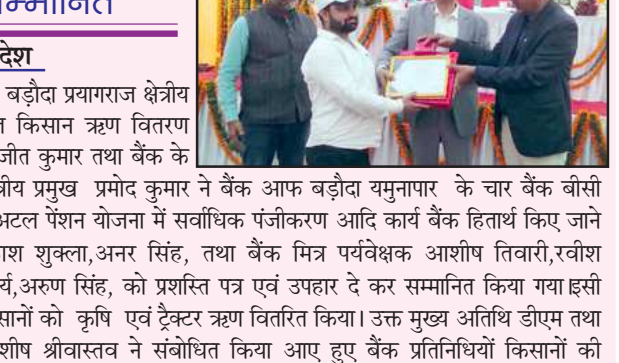 म्मानित
देश
बड़ौदा प्रयागराज क्षेत्रीय
किसान ऋण वितरण
जीत कुमार तथा बैंक के
त्रीय प्रमुख प्रमोद कुमार ने बैंक आफ बड़ौदा यमुनापार के चार बैंक बीसी
अटल पेंशन योजना में सर्वाधिक पंजीकरण आदि कार्य बैंक हितार्थ किए जाने
ाश शुक्ला,अनर सिंह, तथा बैंक मित्र पर्यवेक्षक आशीष तिवारी,रवीश
र्य,अरुण सिंह, को प्रशस्ति पत्र एवं उपहार दे कर सम्मानित किया गया।इसी
सानों को कृषि एवं ट्रैक्टर ऋण वितरित किया। उक्त मुख्य अतिथि डीएम तथा
शीष श्रीवास्तव ने संबोधित किया आए हुए बैंक प्रतिनिधियों किसानों की